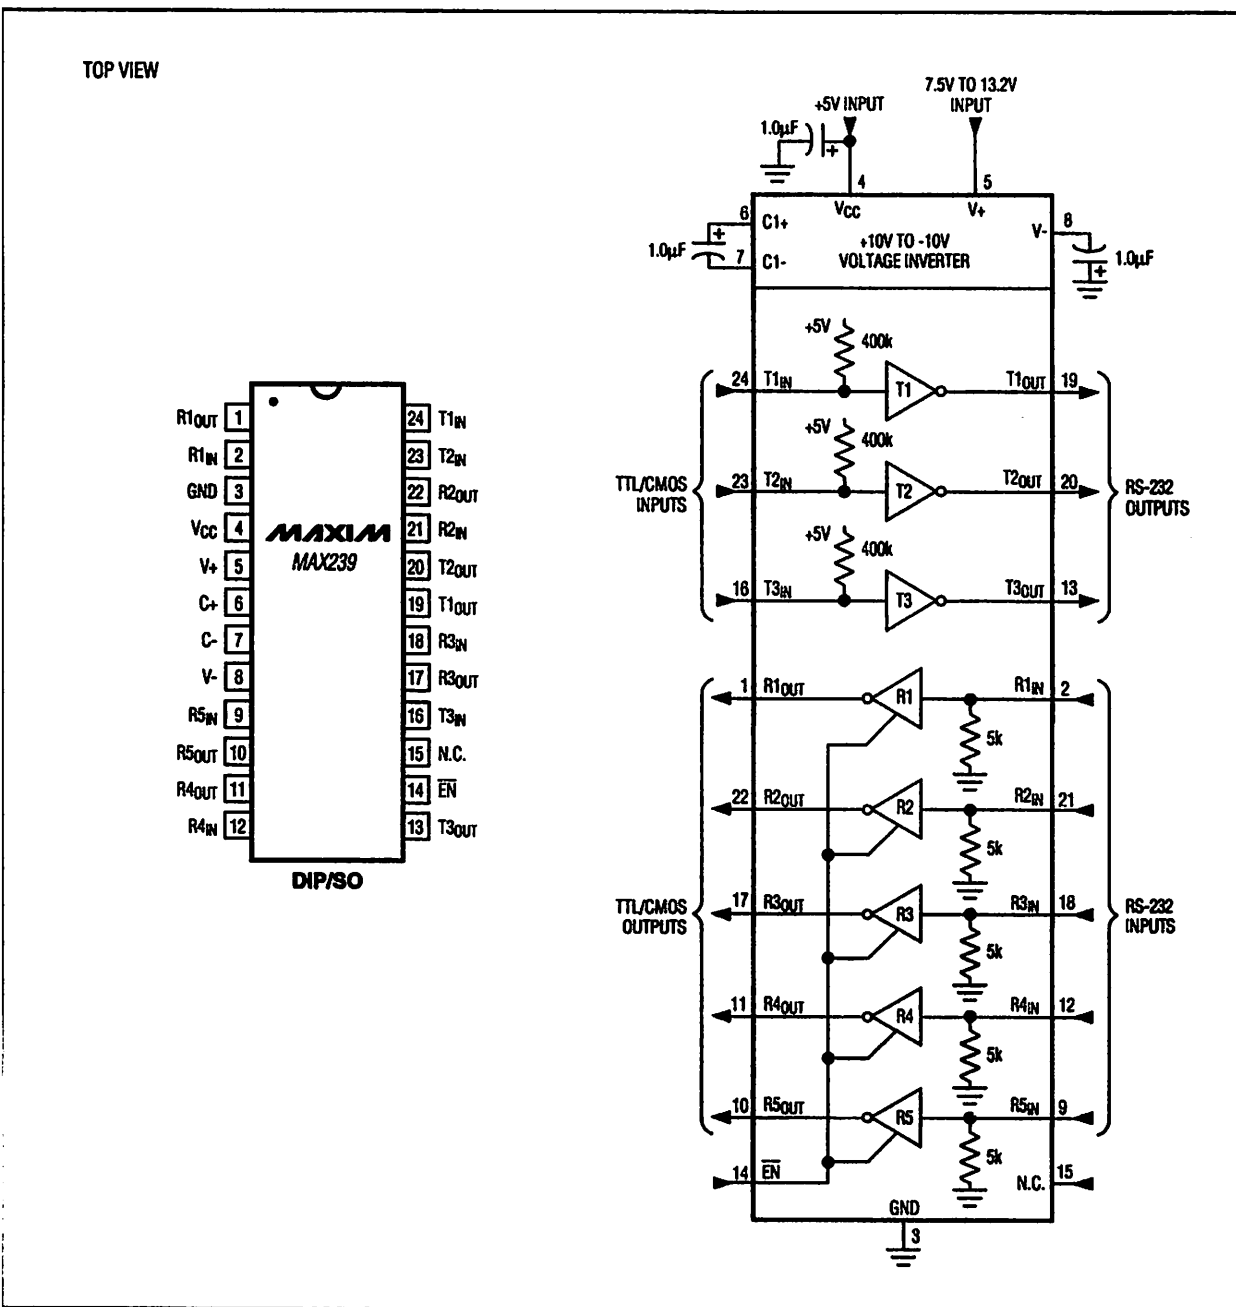 TOP VIEW
R1OUT 1
R1IN 2
GND 3
VCC 4
V+ 5
C+ 6
C- 7
V- 8
R5IN 9
R5OUT 10
R4OUT 11
R4IN 12
MAXIM
MAX239
24 T1IN
23 T2IN
22 R2OUT
21 R2IN
20 T2OUT
19 T1OUT
18 R3IN
17 R3OUT
16 T3IN
15 N.C.
14 E̅N̅
13 T3OUT
DIP/SO
+5V INPUT
7.5V TO 13.2V
INPUT
1.0µF
+
4
5
VCC
V+
6 C1+
+
1.0µF
7 C1-
+10V TO -10V
VOLTAGE INVERTER
V- 8
1.0µF
+
+5V
400k
24 T1IN
T1
T1OUT 19
+5V
400k
TTL/CMOS
INPUTS
23 T2IN
T2
T2OUT 20
RS-232
OUTPUTS
+5V
400k
16 T3IN
T3
T3OUT 13
1 R1OUT
R1
R1IN 2
5k
22 R2OUT
R2
R2IN 21
5k
TTL/CMOS
OUTPUTS
17 R3OUT
R3
R3IN 18
5k
RS-232
INPUTS
11 R4OUT
R4
R4IN 12
5k
10 R5OUT
R5
R5IN 9
5k
14 E̅N̅
N.C. 15
GND
3